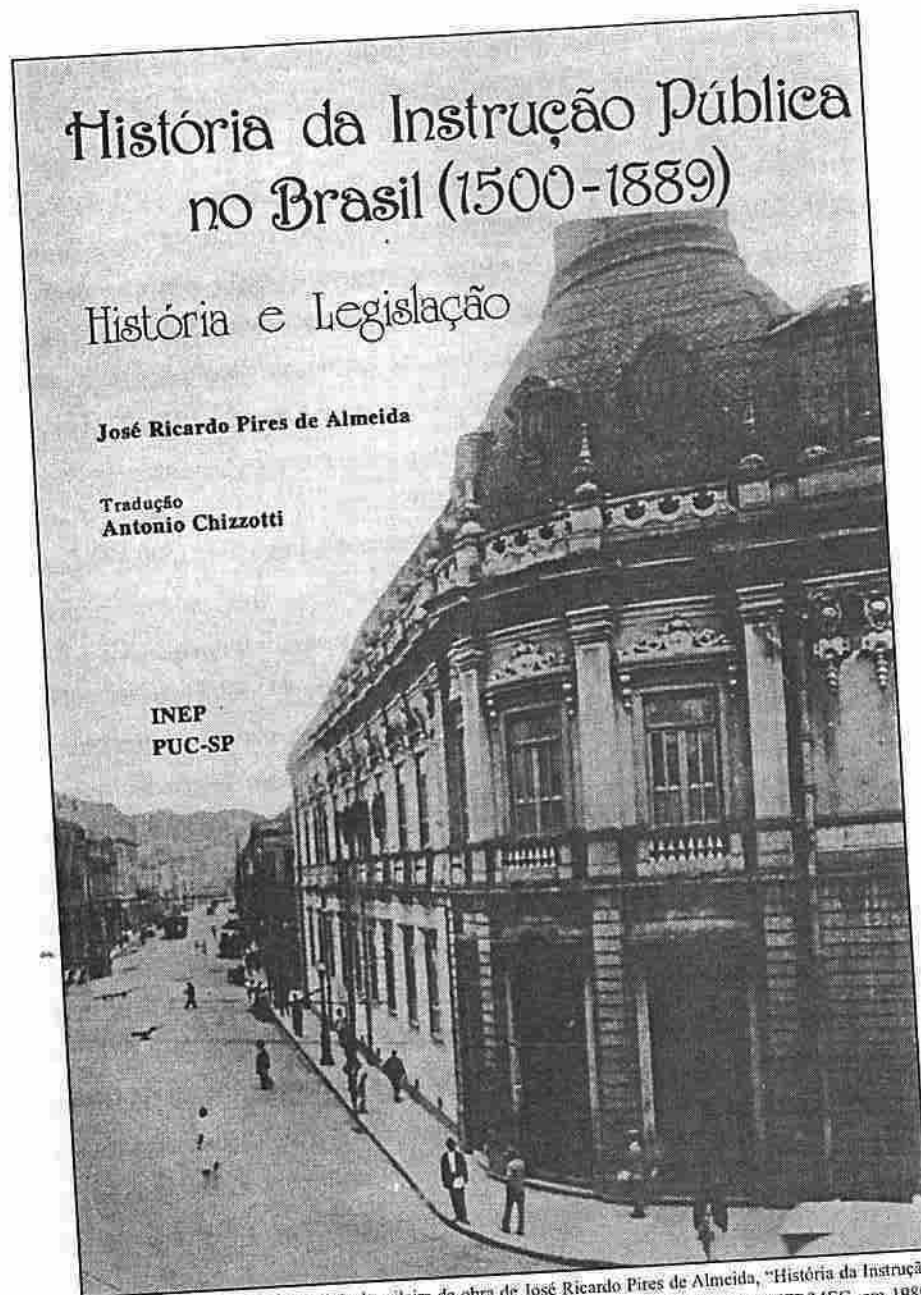 História da Instrução Pública
no Brasil (1500-1889)
História e Legislação
José Ricardo Pires de Almeida
Tradução
Antonio Chizzotti
INEP
PUC-SP
da obra de José Ricardo Pires de Almeida, "História da